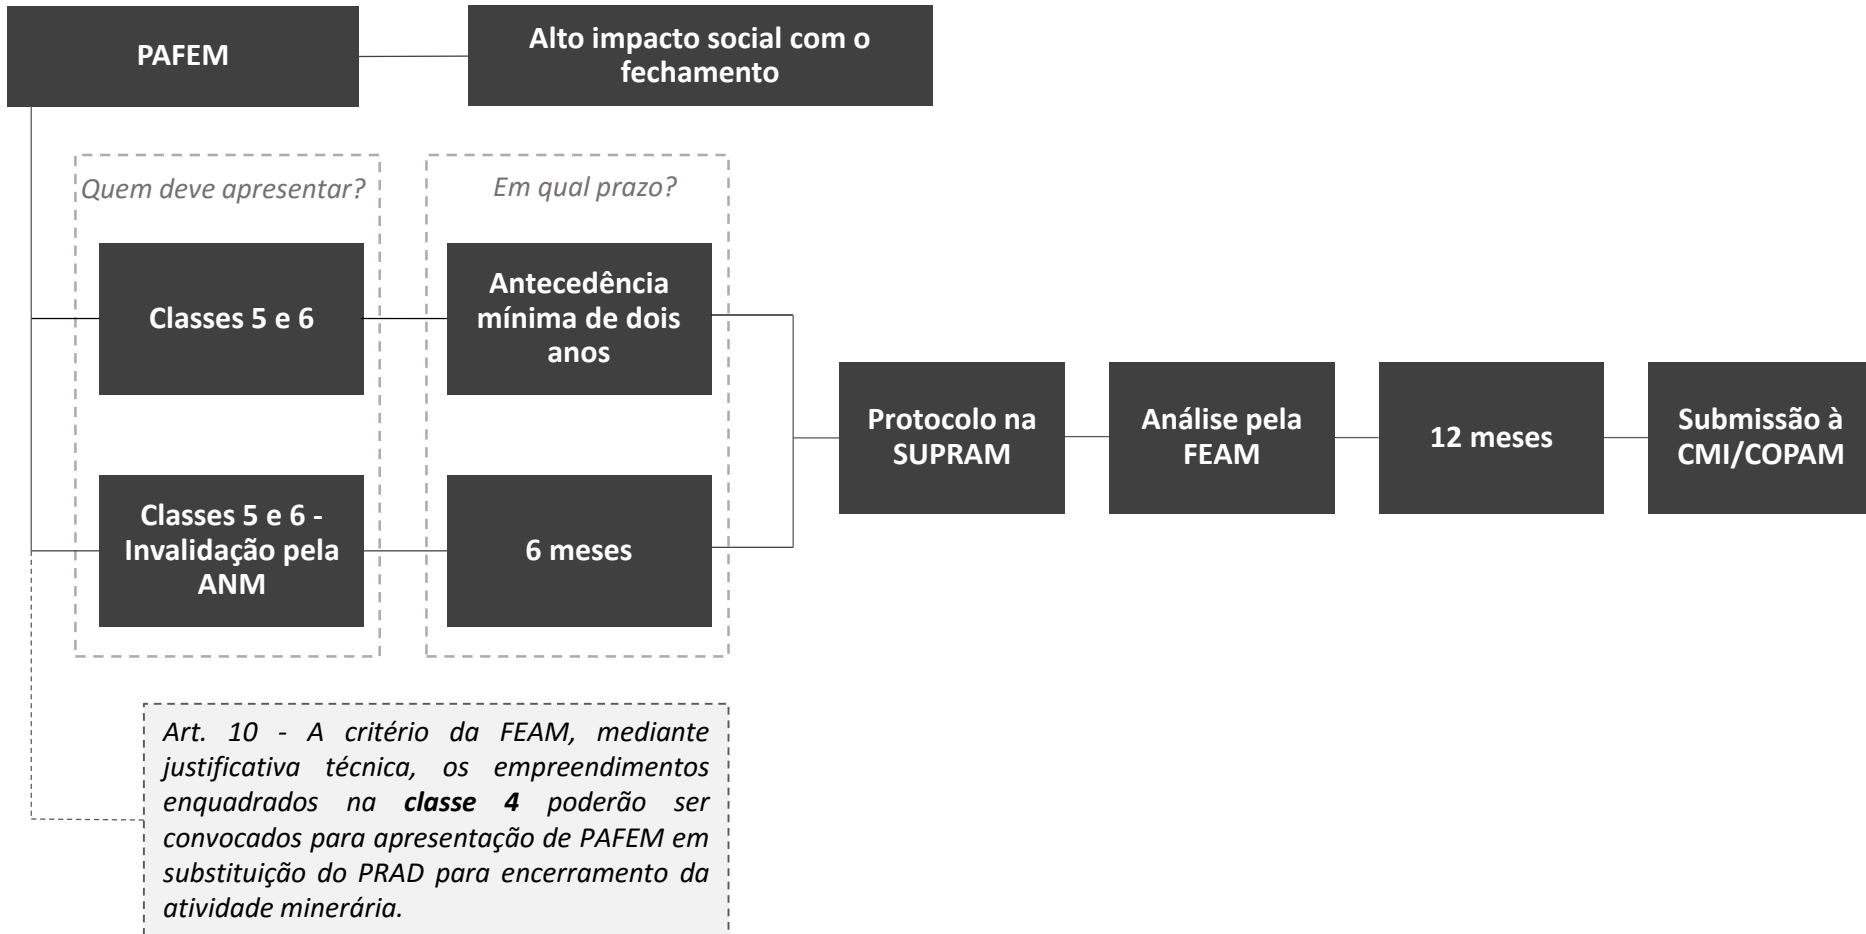 PAFEM
Alto impacto social com o
fechamento
Quem deve apresentar?
Em qual prazo?
Classes 5 e 6
Antecedência
mínima de dois
anos
Classes 5 e 6 -
Invalidação pela
ANM
6 meses
Protocolo na
SUPRAM
Análise pela
FEAM
12 meses
Submissão à
CMI/COPAM
Art. 10 - A critério da FEAM, mediante
justificativa técnica, os empreendimentos
enquadrados na classe 4 poderão ser
convocados para apresentação de PAFEM em
substituição do PRAD para encerramento da
atividade minerária.